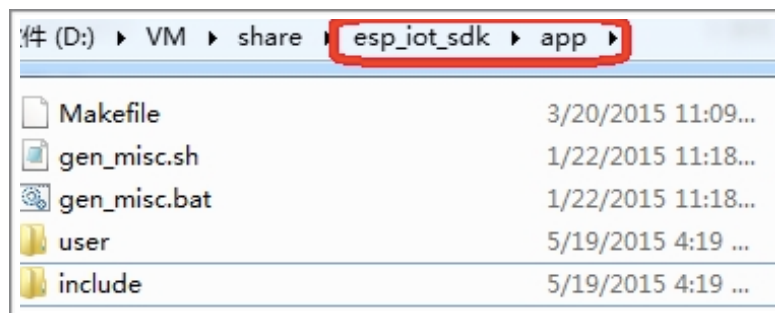 件 (D:) ▸ VM ▸ share ▸ esp_iot_sdk ▸ app ▸
Makefile 3/20/2015 11:09...
gen_misc.sh 1/22/2015 11:18...
gen_misc.bat 1/22/2015 11:18...
user 5/19/2015 4:19 ...
include 5/19/2015 4:19 ...